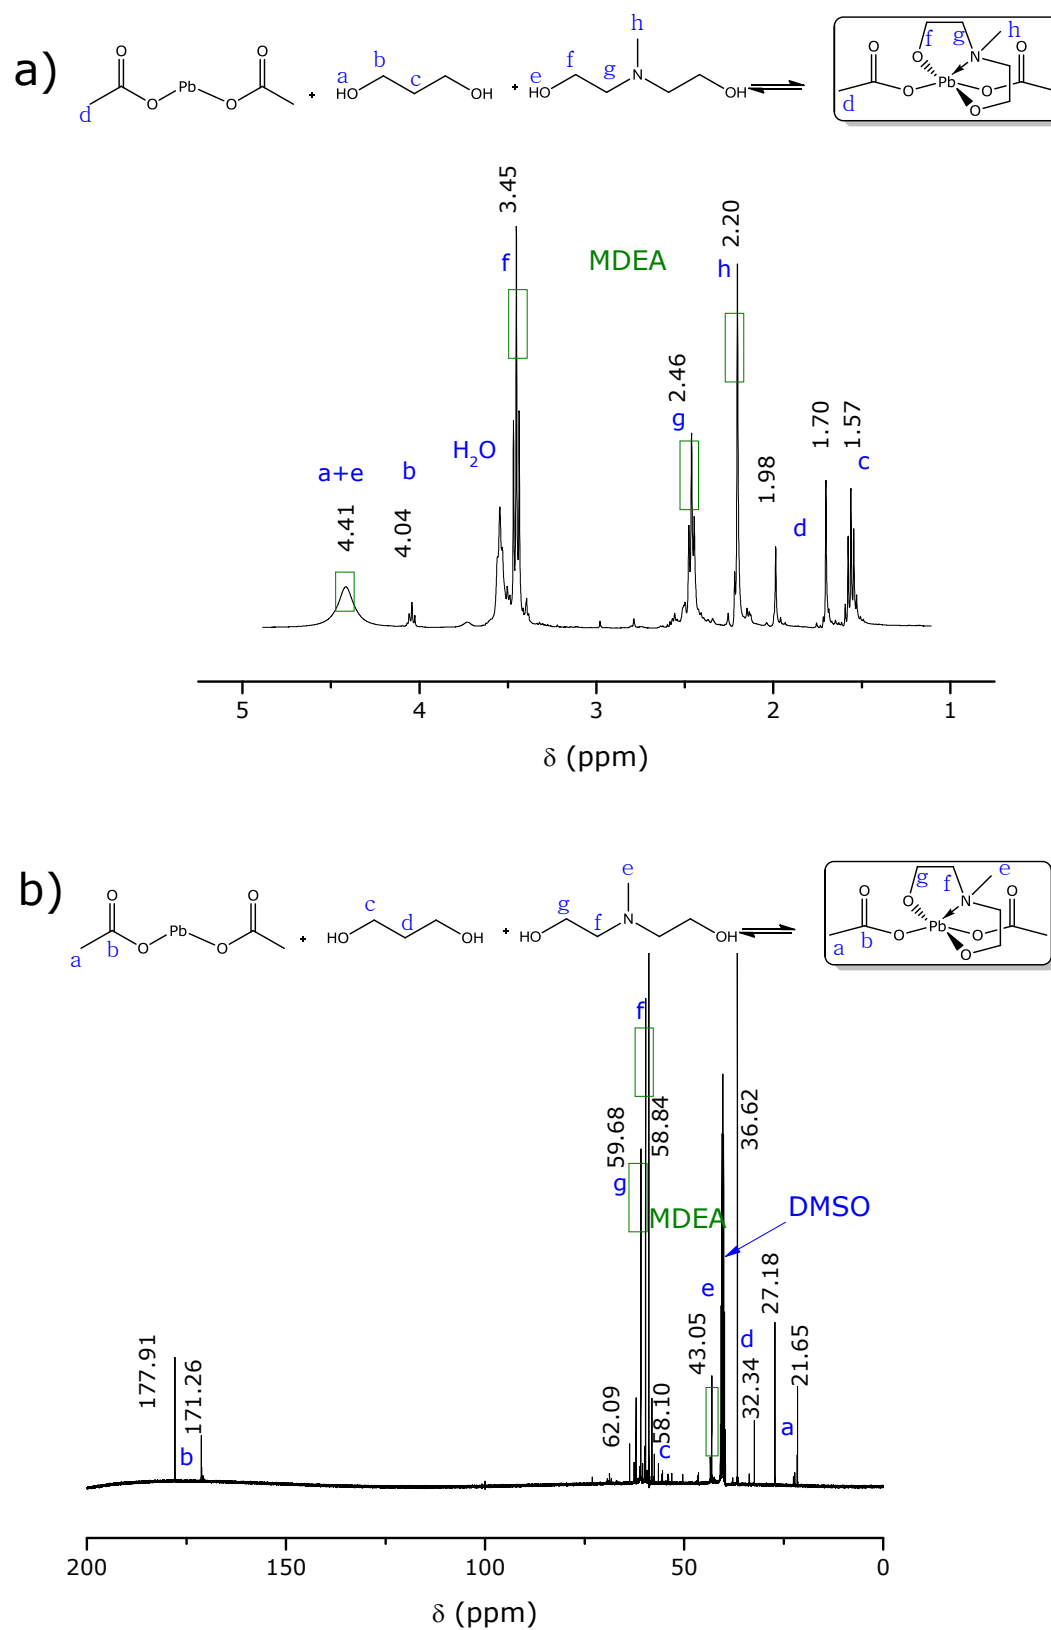 a)
O
O
Pb
O
O
d
+
a
b
c
HO
OH
+
h
f
g
e
N
HO
OH
f
g
h
O
O
O
N
O
Pb
O
O
d
3.45
f
MDEA
2.20
h
2.46
g
H2O
a+e
b
4.41
4.04
1.98
d
1.70
1.57
c
5
4
3
2
1
δ (ppm)
b)
O
O
Pb
O
O
a
b
+
c
d
HO
OH
+
e
g
f
N
HO
OH
g
f
e
O
O
O
N
O
Pb
O
O
a
b
f
59.68
58.84
36.62
g
MDEA
DMSO
e
27.18
177.91
171.26
b
62.09
58.10
c
43.05
d
32.34
a
21.65
200
150
100
50
0
δ (ppm)